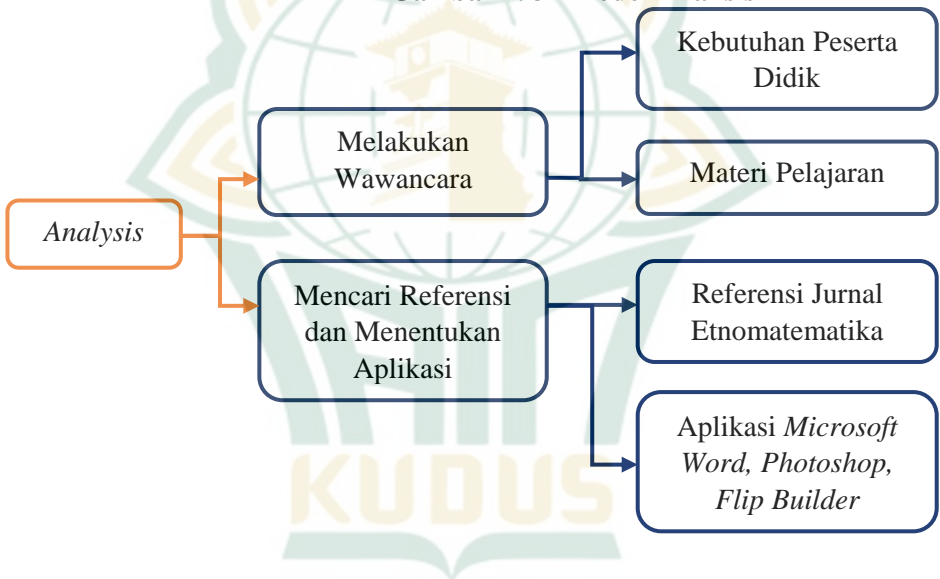 Kebutuhan Peserta
Didik
Melakukan
Wawancara
Materi Pelajaran
Analysis
Mencari Referensi
dan Menentukan
Aplikasi
Referensi Jurnal
Etnomatematika
Aplikasi Microsoft
Word, Photoshop,
Flip Builder
KUDUS